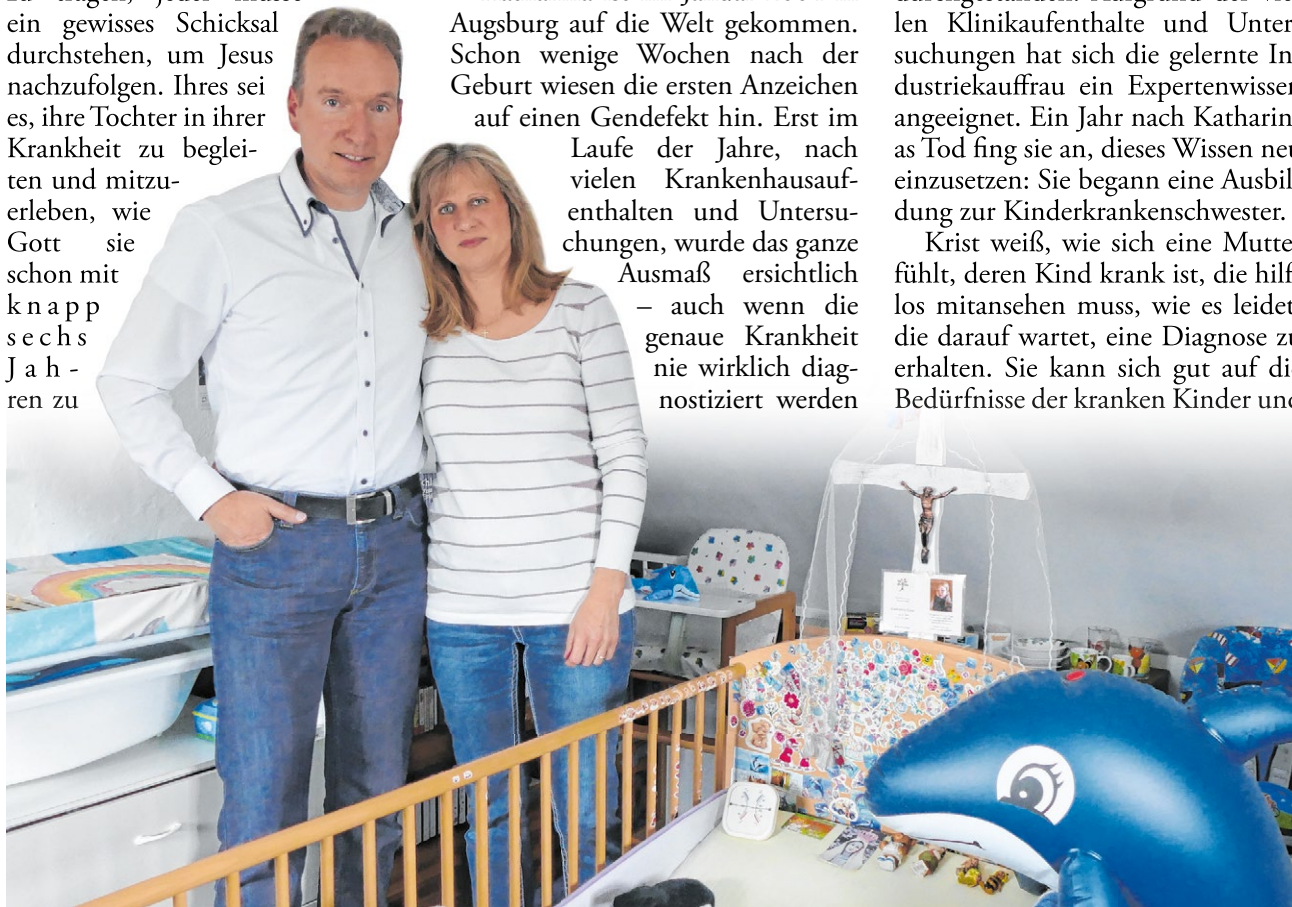 ein gewisses Schicksal
durchstehen, um Jesus
nachzufolgen. Ihres sei
es, ihre Tochter in ihrer
Krankheit zu beglei-
ten und mitzu-
erleben, wie
Gott sie
schon mit
knapp
sechs
Jah-
ren zu
Augsburg auf die Welt gekommen.
Schon wenige Wochen nach der
Geburt wiesen die ersten Anzeichen
auf einen Gendefekt hin. Erst im
Laufe der Jahre, nach
vielen Krankenhausauf-
enthalten und Untersu-
chungen, wurde das ganze
Ausmaß ersichtlich
– auch wenn die
genaue Krankheit
nie wirklich diag-
nostiziert werden
len Klinikaufenthalte und Unter
suchungen hat sich die gelernte In
dustriekauffrau ein Expertenwissen
angeeignet. Ein Jahr nach Katharin
as Tod fing sie an, dieses Wissen neu
einzusetzen: Sie begann eine Ausbil
dung zur Kinderkrankenschwester.
Krist weiß, wie sich eine Mutte
fühlt, deren Kind krank ist, die hilf
los mitansehen muss, wie es leidet
die darauf wartet, eine Diagnose zu
erhalten. Sie kann sich gut auf di
Bedürfnisse der kranken Kinder und